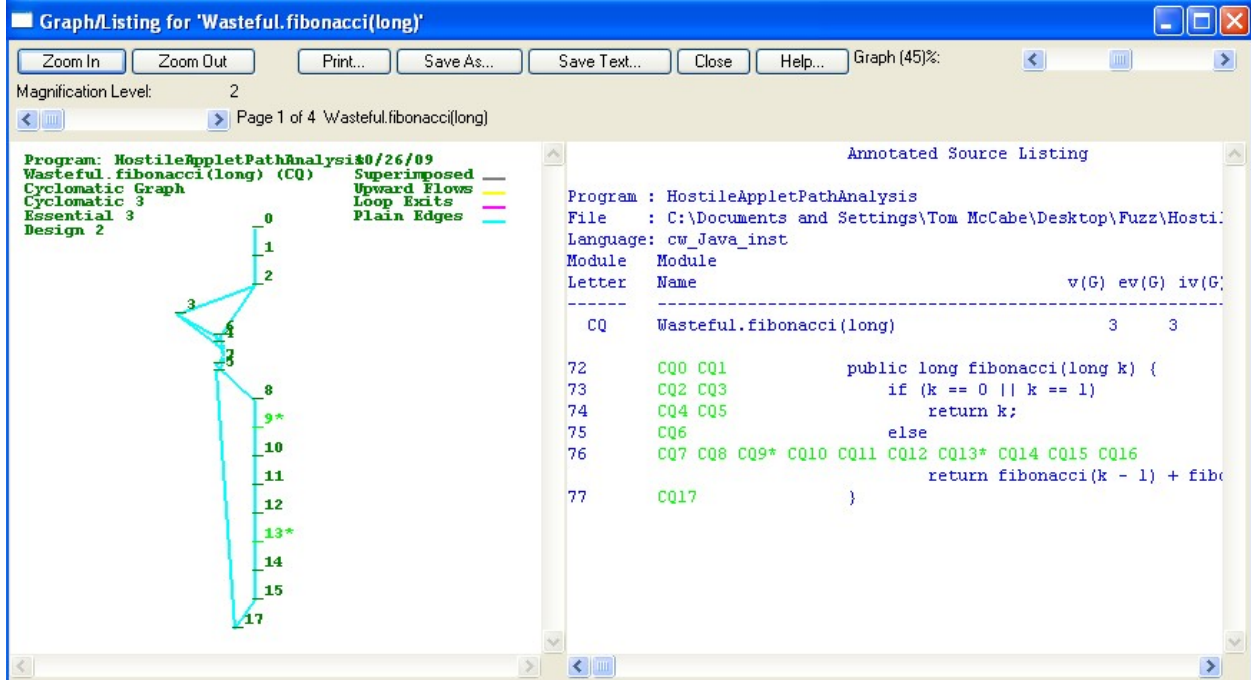 Graph/Listing for 'Wasteful.fibonacci(long)'
Zoom In Zoom Out Print... Save As... Save Text... Close Help... Graph (45)%:
Magnification Level: 2
Page 1 of 4 Wasteful.fibonacci(long)
Program: HostileAppletPathAnalysis 10/26/09
Wasteful.fibonacci(long) (CQ) Superimposed
Cyclomatic Graph Upward Flows
Cyclomatic 3 Loop Exits
Essential 3 Plain Edges
Design 2
0
1
2
3
6
4
7
5
8
9*
10
11
12
13*
14
15
17
Annotated Source Listing
Program : HostileAppletPathAnalysis
File : C:\Documents and Settings\Tom McCabe\Desktop\Fuzz\Hostil
Language: cw_Java_inst
Module Module
Letter Name v(G) ev(G) iv(G)
------ ------------------------------------------------------------
CQ Wasteful.fibonacci(long) 3 3
72 CQ0 CQ1 public long fibonacci(long k) {
73 CQ2 CQ3 if (k == 0 || k == 1)
74 CQ4 CQ5 return k;
75 CQ6 else
76 CQ7 CQ8 CQ9* CQ10 CQ11 CQ12 CQ13* CQ14 CQ15 CQ16
return fibonacci(k - 1) + fibo
77 CQ17 }